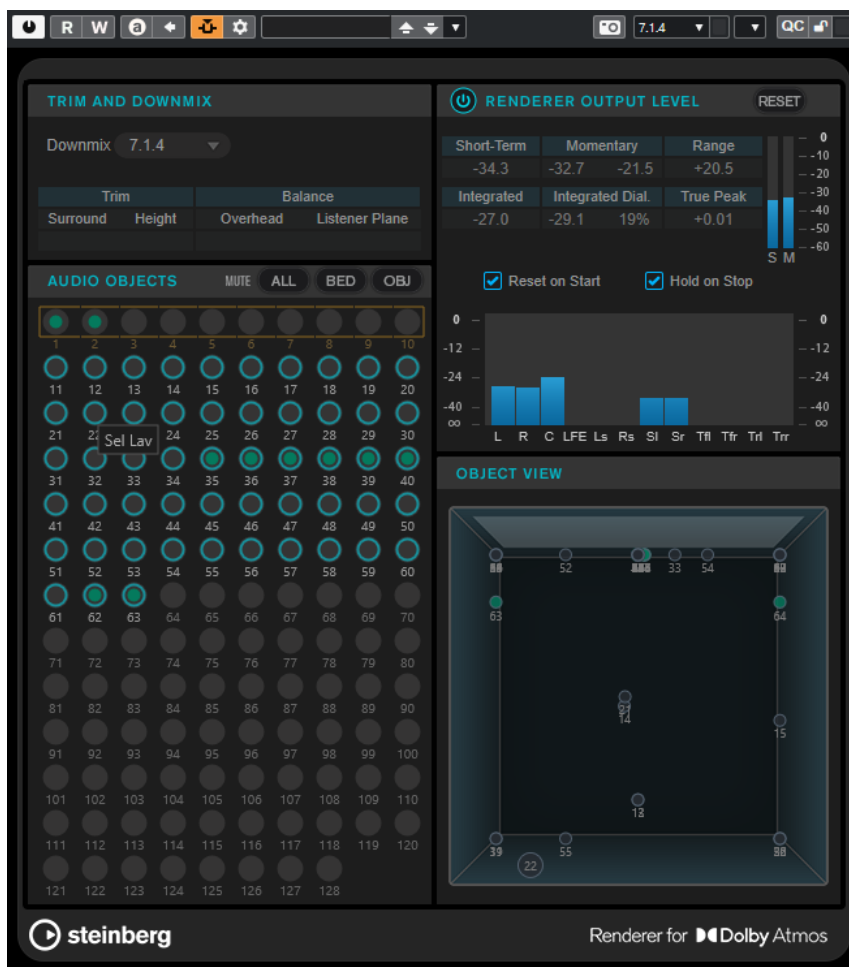 R W a 7.1.4 QC
TRIM AND DOWNMIX
Downmix 7.1.4
Trim Balance
Surround Height Overhead Listener Plane
AUDIO OBJECTS MUTE ALL BED OBJ
1 2 3 4 5 6 7 8 9 10
11 12 13 14 15 16 17 18 19 20
21 23 24 25 26 27 28 29 30
Sel Lav
31 32 33 34 35 36 37 38 39 40
41 42 43 44 45 46 47 48 49 50
51 52 53 54 55 56 57 58 59 60
61 62 63 64 65 66 67 68 69 70
71 72 73 74 75 76 77 78 79 80
81 82 83 84 85 86 87 88 89 90
91 92 93 94 95 96 97 98 99 100
101 102 103 104 105 106 107 108 109 110
111 112 113 114 115 116 117 118 119 120
121 122 123 124 125 126 127 128
RENDERER OUTPUT LEVEL RESET
Short-Term Momentary Range
-34.3 -32.7 -21.5 +20.5
Integrated Integrated Dial. True Peak
-27.0 -29.1 19% +0.01
0
-10
-20
-30
-40
-50
-60
S M
Reset on Start Hold on Stop
0 0
-12 -12
-24 -24
-40 -40
∞ ∞
L R C LFE Ls Rs Sl Sr Tfl Tfr Trl Trr
OBJECT VIEW
52 33 54
63 64
14
15
55
22
steinberg
Renderer for Dolby Atmos